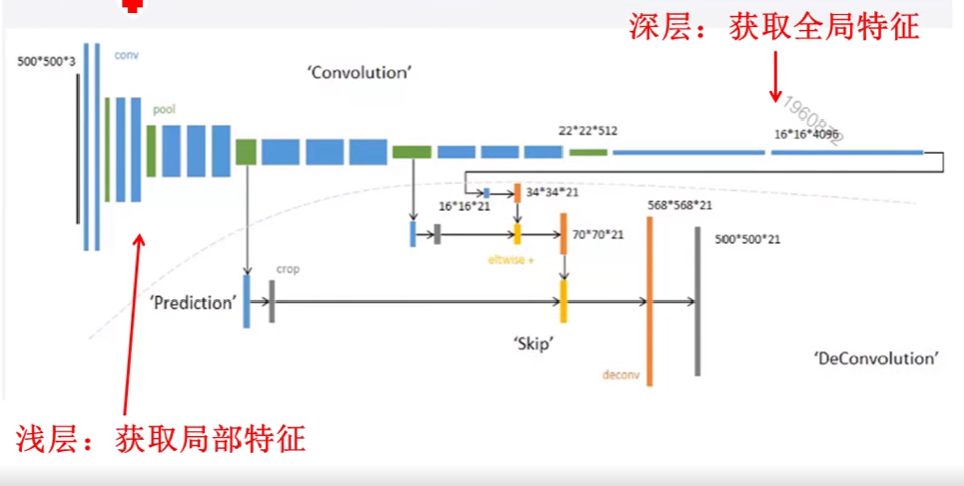 深层：获取全局特征
500*500*3
conv
'Convolution'
pool
22*22*512
1960832
16*16*4096
16*16*21
34*34*21
568*568*21
70*70*21
500*500*21
eltwise +
crop
'Prediction'
'Skip'
'DeConvolution'
deconv
浅层：获取局部特征